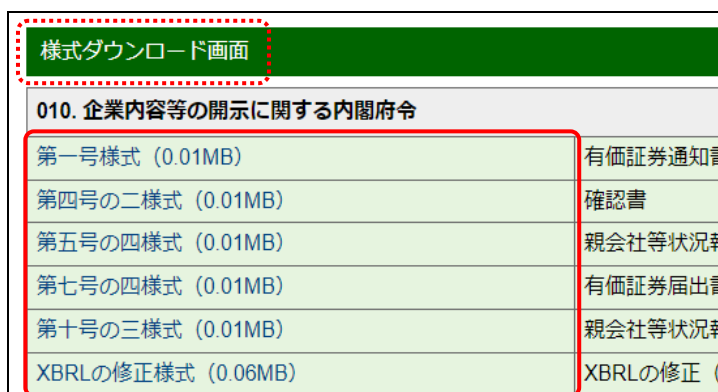 様式ダウンロード画面
010. 企業内容等の開示に関する内閣府令
第一号様式 (0.01MB) 有価証券通知書
第四号の二様式 (0.01MB) 確認書
第五号の四様式 (0.01MB) 親会社等状況
第七号の四様式 (0.01MB) 有価証券届出書
第十号の三様式 (0.01MB) 親会社等状況
XBRLの修正様式 (0.06MB) XBRLの修正 (